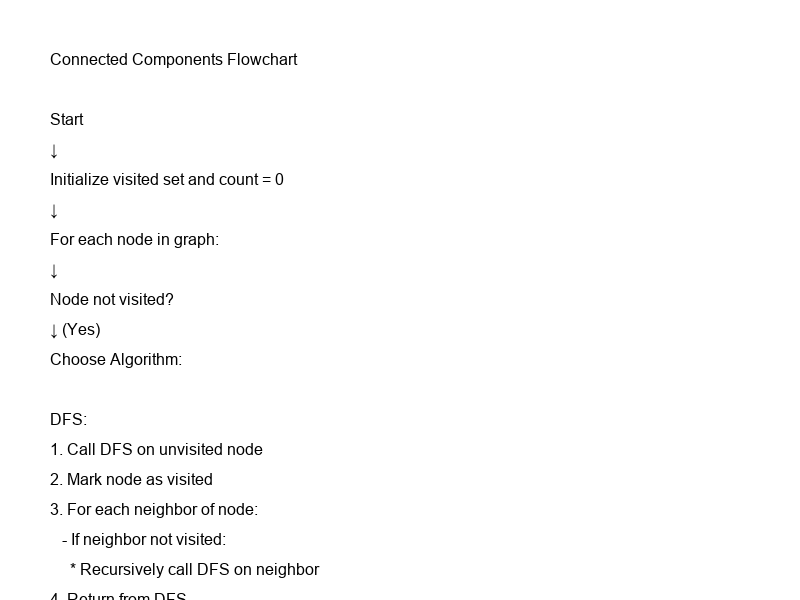 Connected Components Flowchart
Start
↓
Initialize visited set and count = 0
↓
For each node in graph:
↓
Node not visited?
↓ (Yes)
Choose Algorithm:
DFS:
1. Call DFS on unvisited node
2. Mark node as visited
3. For each neighbor of node:
- If neighbor not visited:
* Recursively call DFS on neighbor
4. Return from DFS